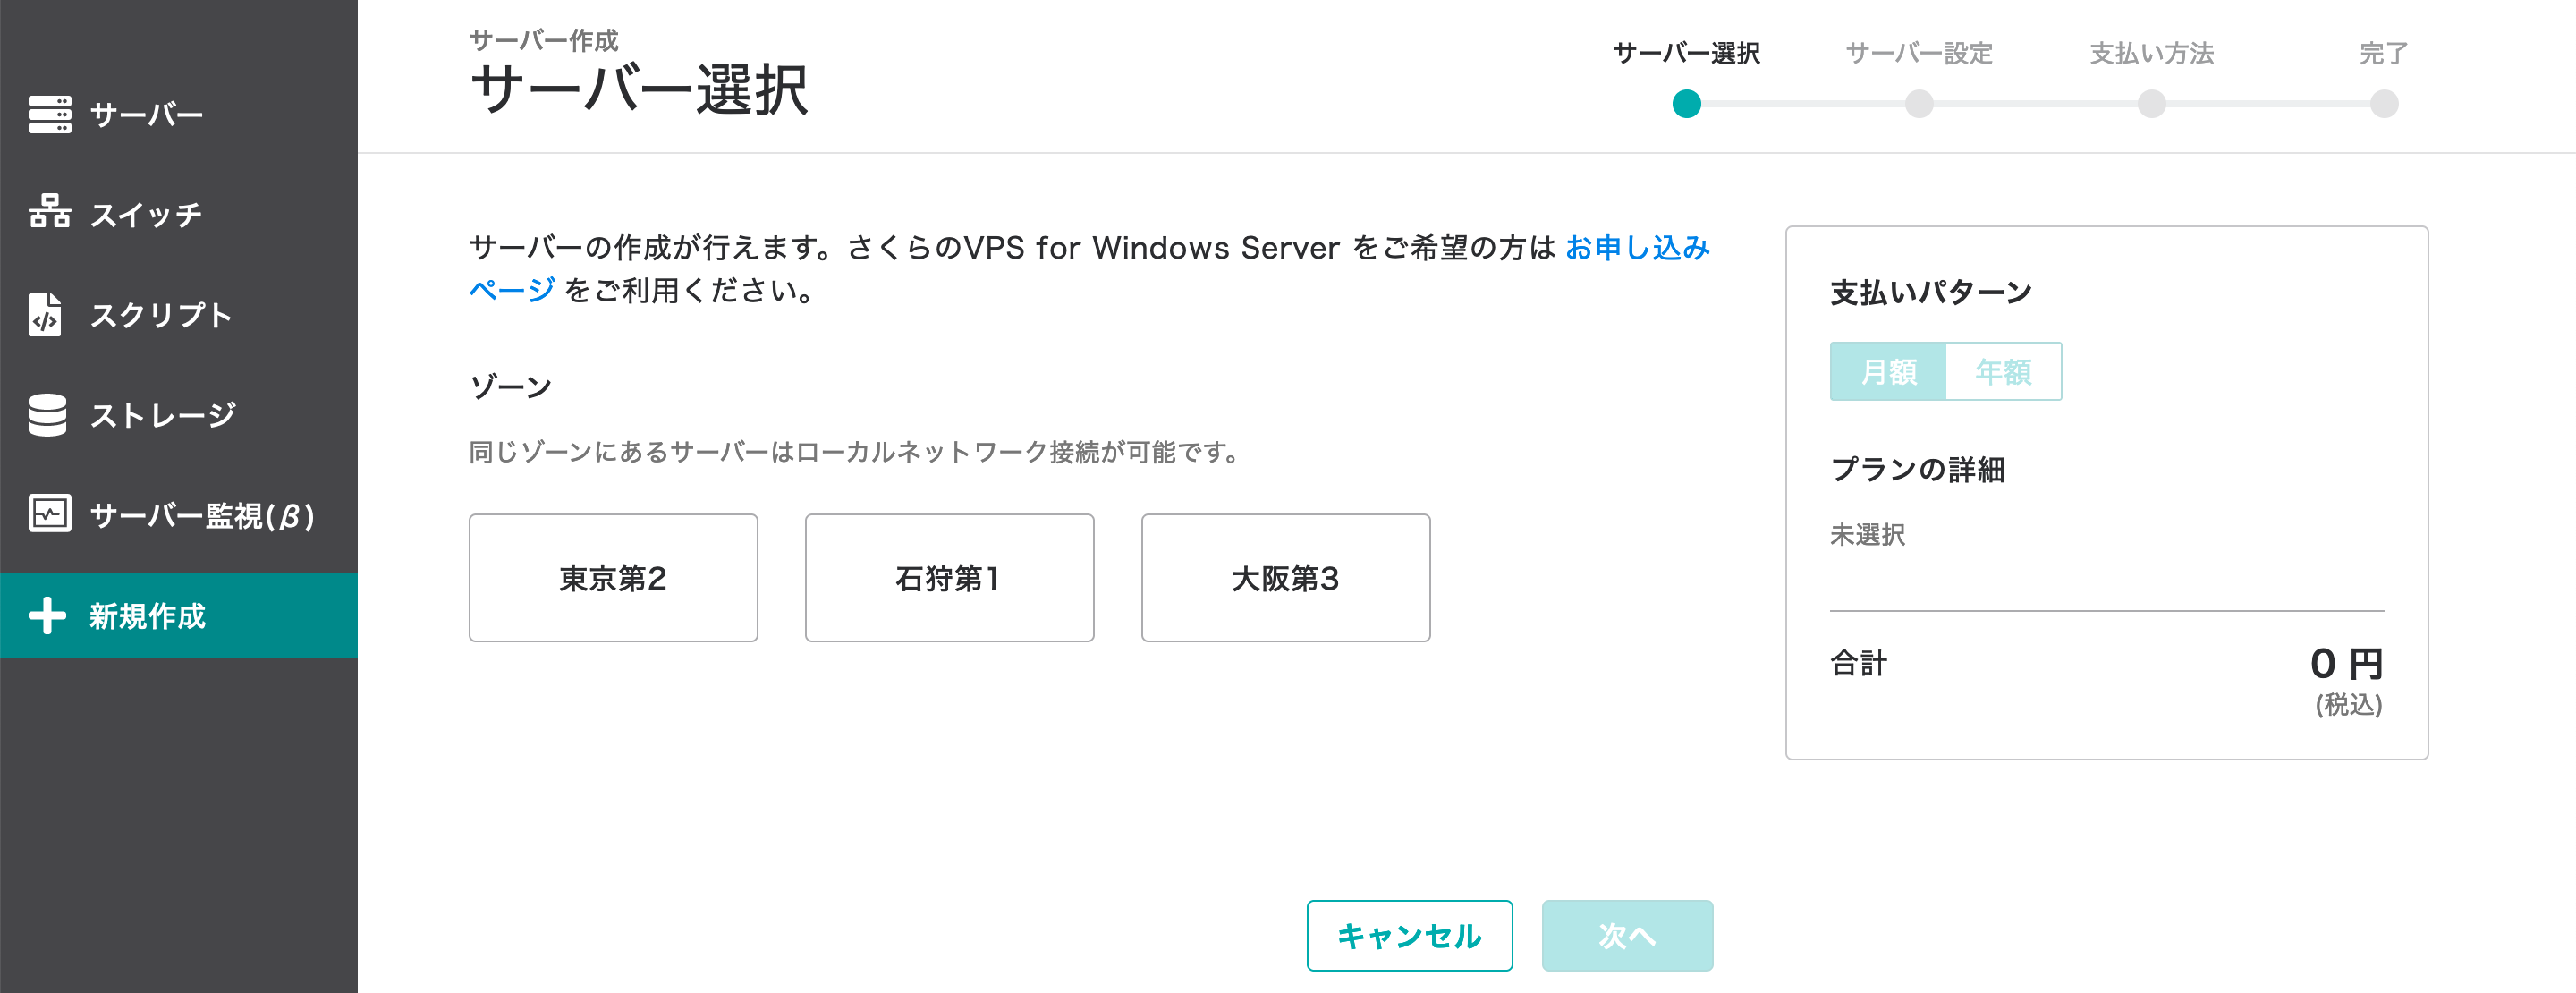 サーバー
スイッチ
スクリプト
ストレージ
サーバー監視(β)
新規作成
サーバー作成
サーバー選択
サーバー選択
サーバー設定
支払い方法
完了
サーバーの作成が行えます。さくらのVPS for Windows Server をご希望の方は お申し込み
ページ をご利用ください。
ゾーン
同じゾーンにあるサーバーはローカルネットワーク接続が可能です。
東京第2
石狩第1
大阪第3
支払いパターン
月額
年額
プランの詳細
未選択
合計
0 円
(税込)
キャンセル
次へ